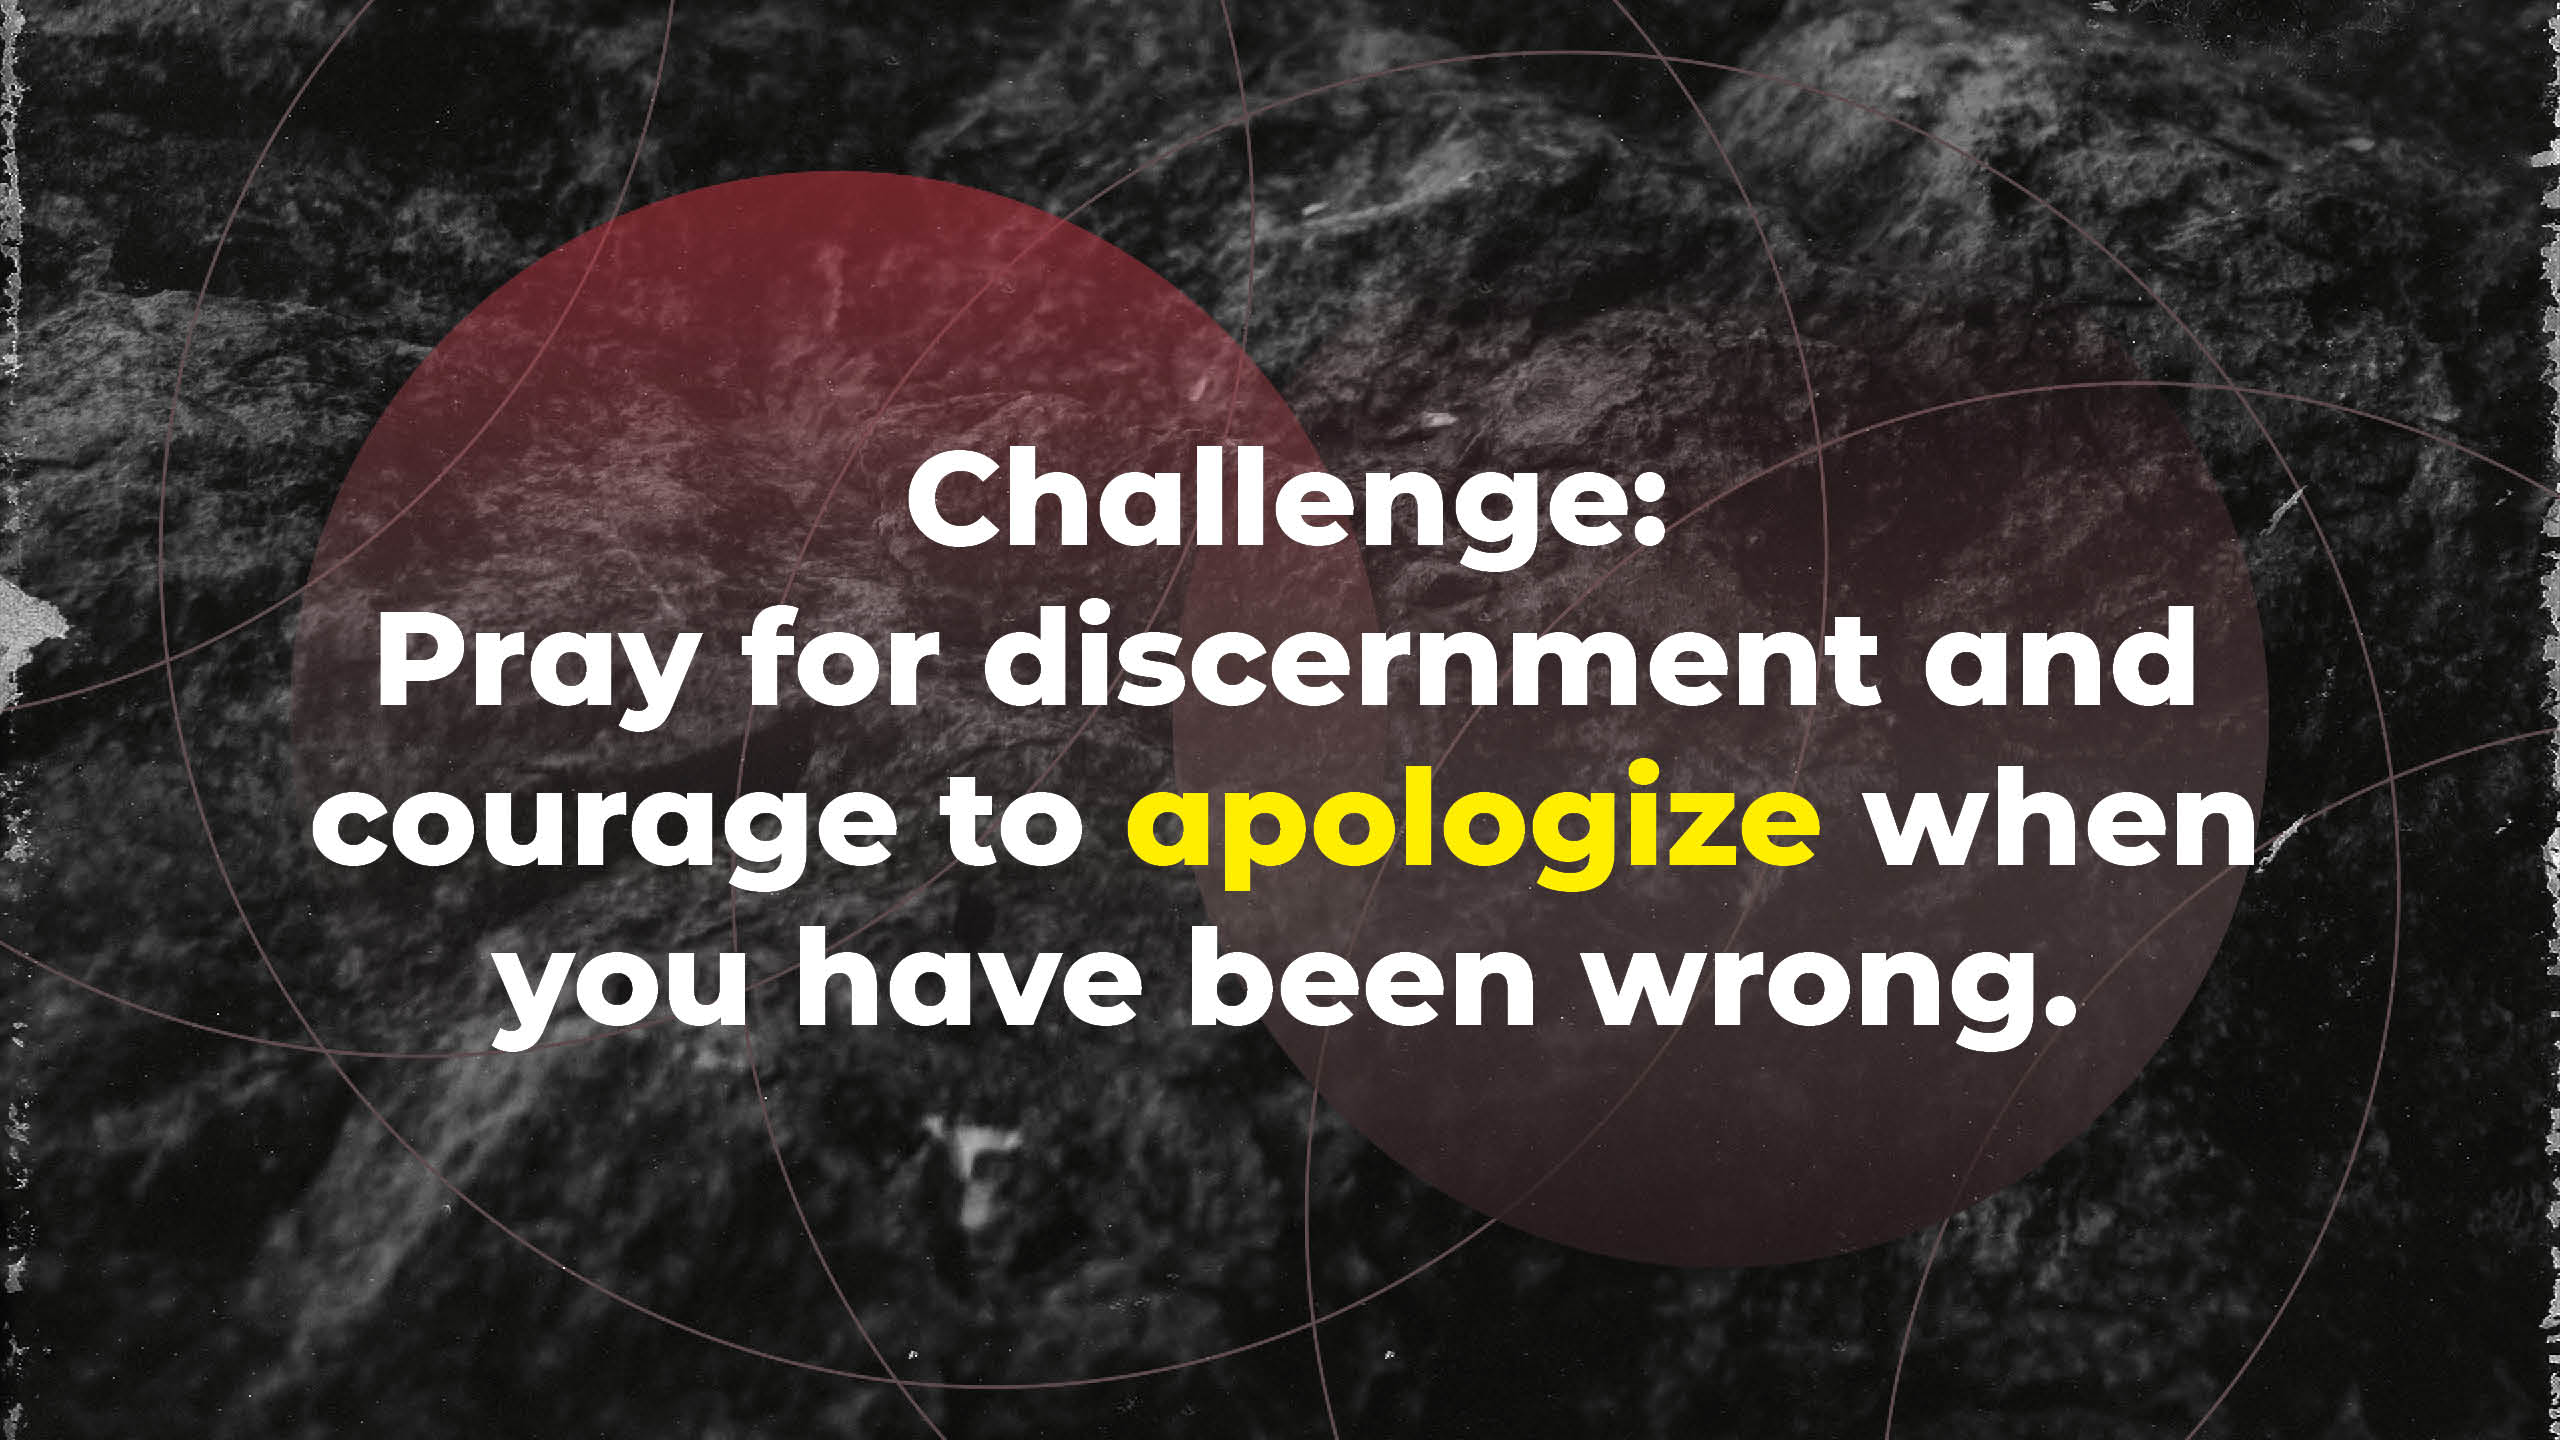 Challenge:
Pray for discernment and
courage to apologize when
you have been wrong.